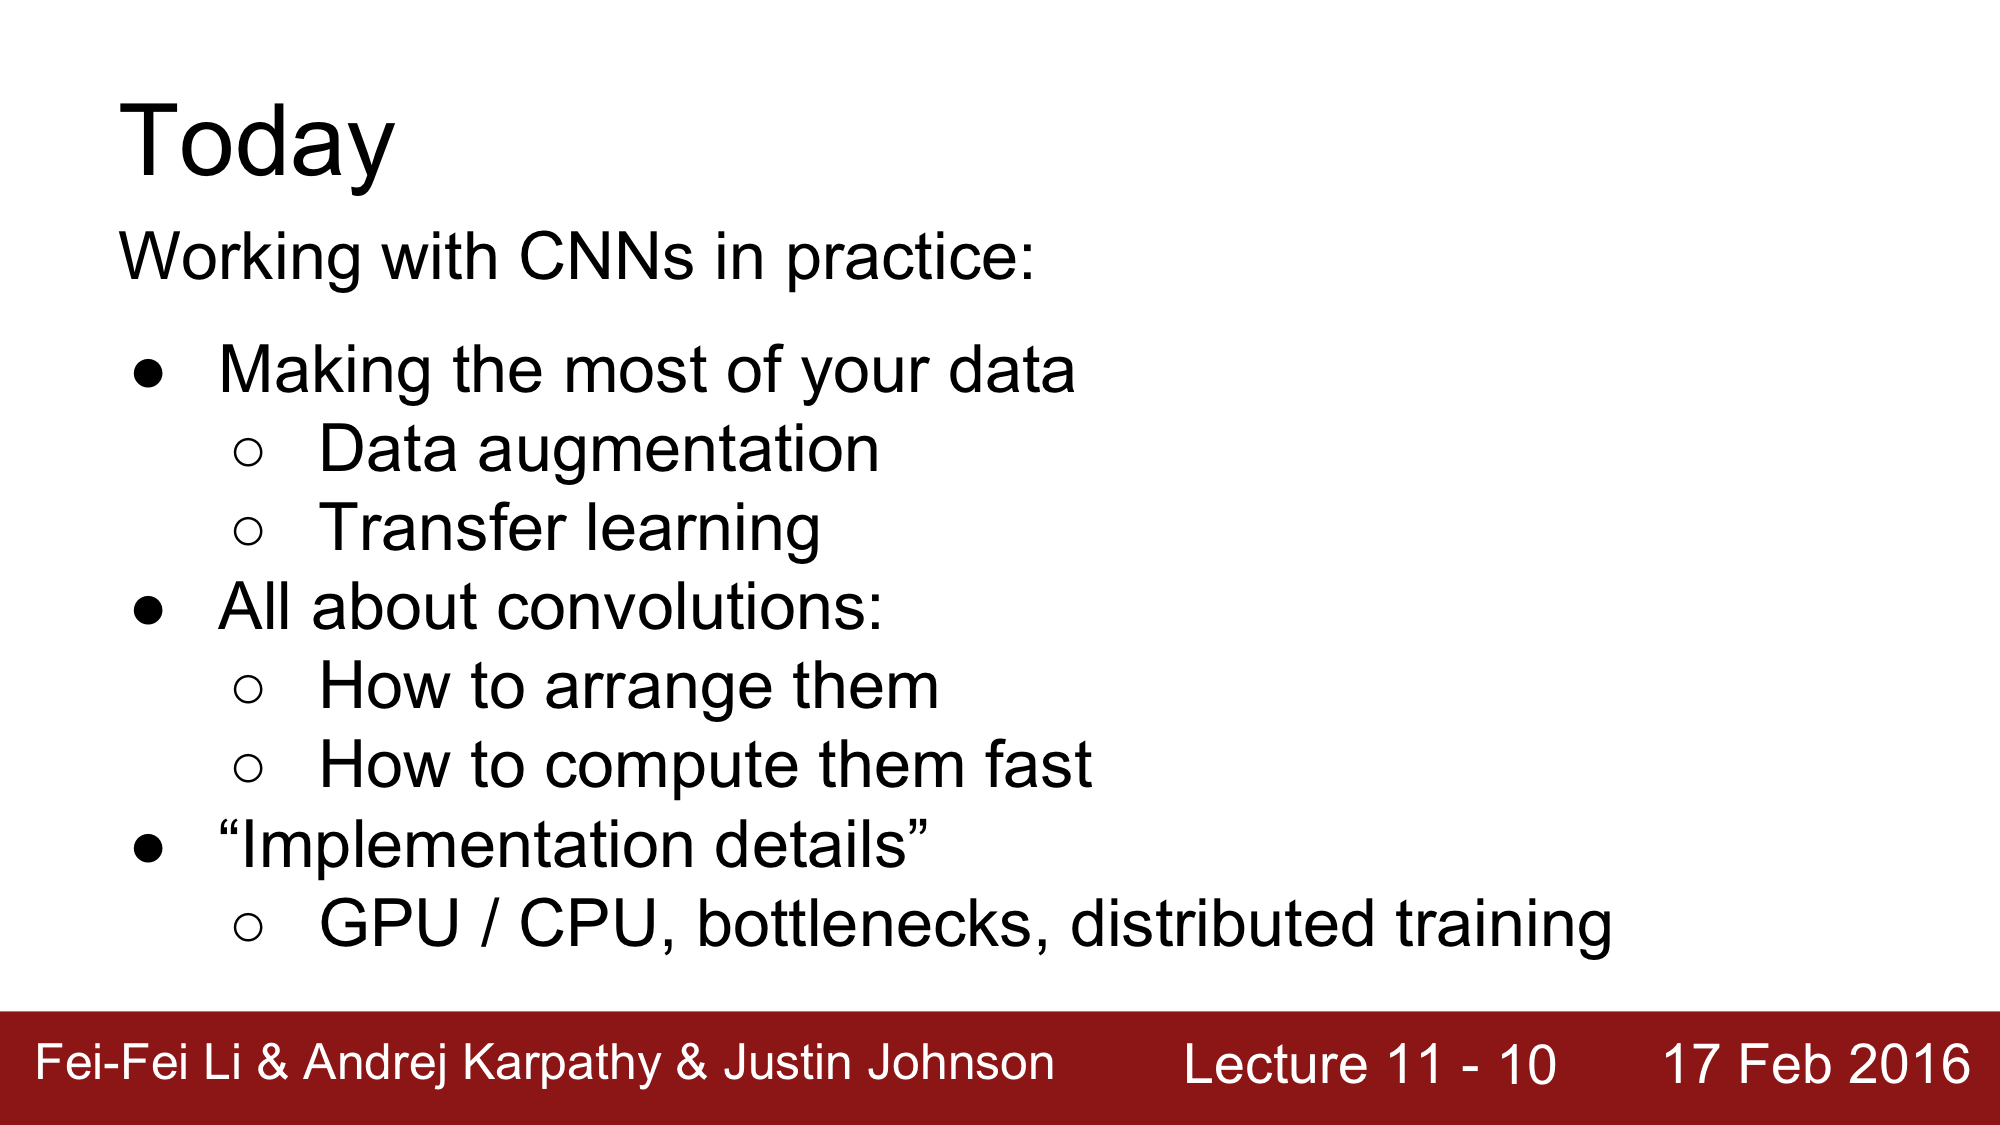 Today
Working with CNNs in practice:
● Making the most of your data
○ Data augmentation
○ Transfer learning
● All about convolutions:
○ How to arrange them
○ How to compute them fast
● “Implementation details”
○ GPU / CPU, bottlenecks, distributed training
Fei-Fei Li & Andrej Karpathy & Justin Johnson Lecture 11 - 10 17 Feb 2016